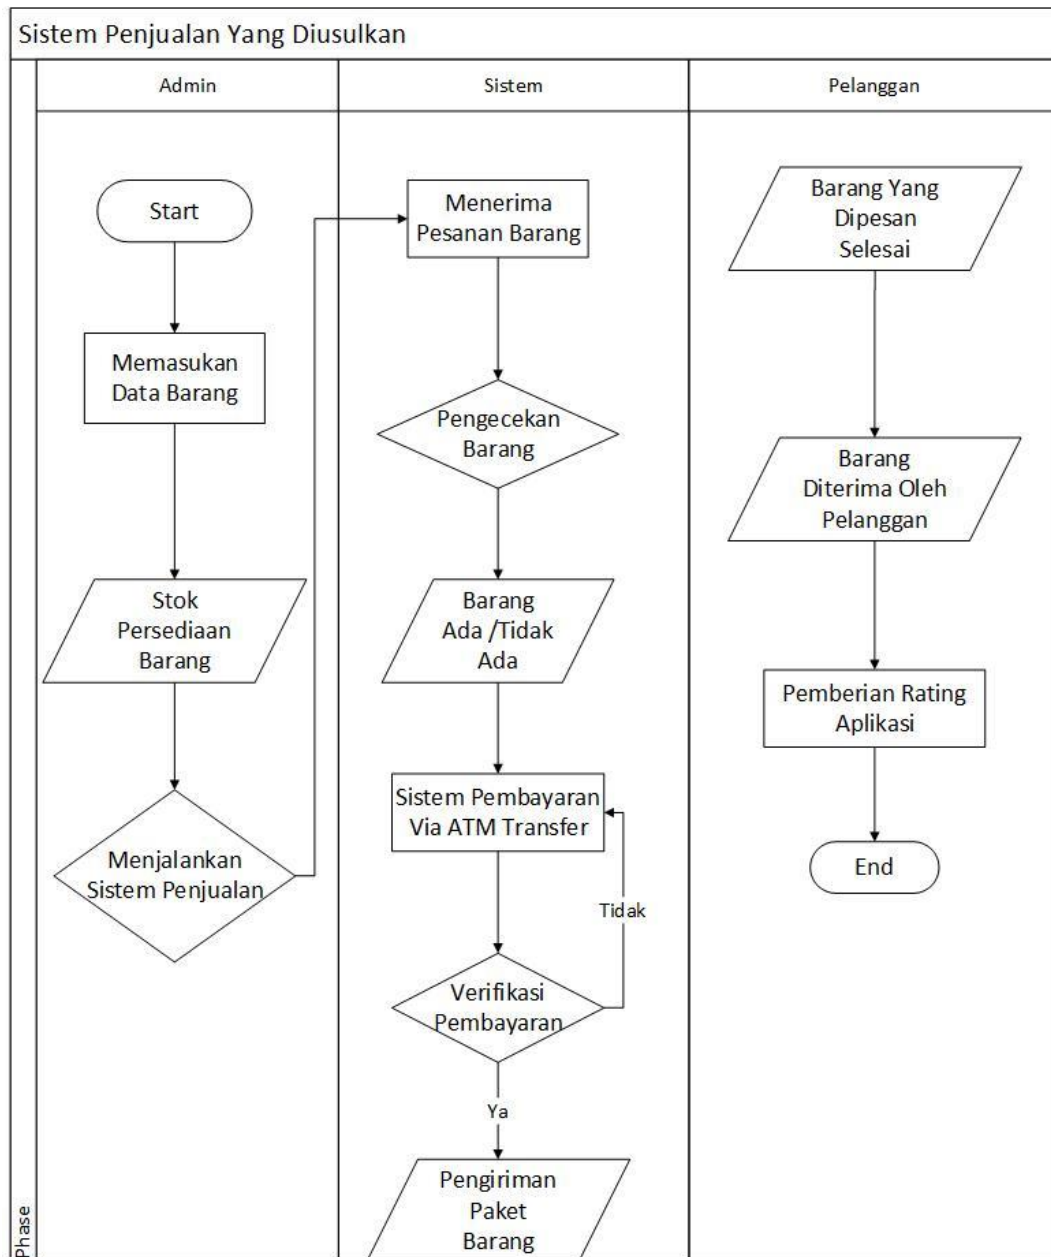 Sistem Penjualan Yang Diusulkan
Admin
Sistem
Pelanggan
Start
Memasukan
Data Barang
Stok
Persediaan
Barang
Menjalankan
Sistem Penjualan
Menerima
Pesanan Barang
Pengecekan
Barang
Barang
Ada /Tidak
Ada
Sistem Pembayaran
Via ATM Transfer
Tidak
Verifikasi
Pembayaran
Ya
Pengiriman
Paket
Barang
Barang Yang
Dipesan
Selesai
Barang
Diterima Oleh
Pelanggan
Pemberian Rating
Aplikasi
End
Phase